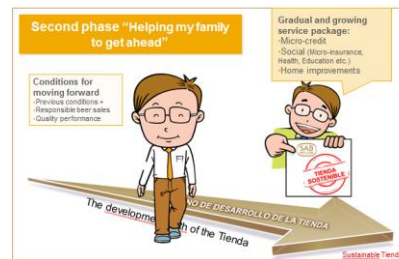 Second phase "Helping my family
to get ahead"
Gradual and growing
service package:
-Micro-credit
-Social (Micro-insurance,
Health, Education etc.)
-Home improvements
Conditions for
moving forward
-Previous conditions +
-Responsible beer sales
-Quality performance
SAB
TIENDA
SOSTENIBLE
NO DE DESARROLLO DE LA TIENDA
The development of the Tienda
Sustainable Tiend